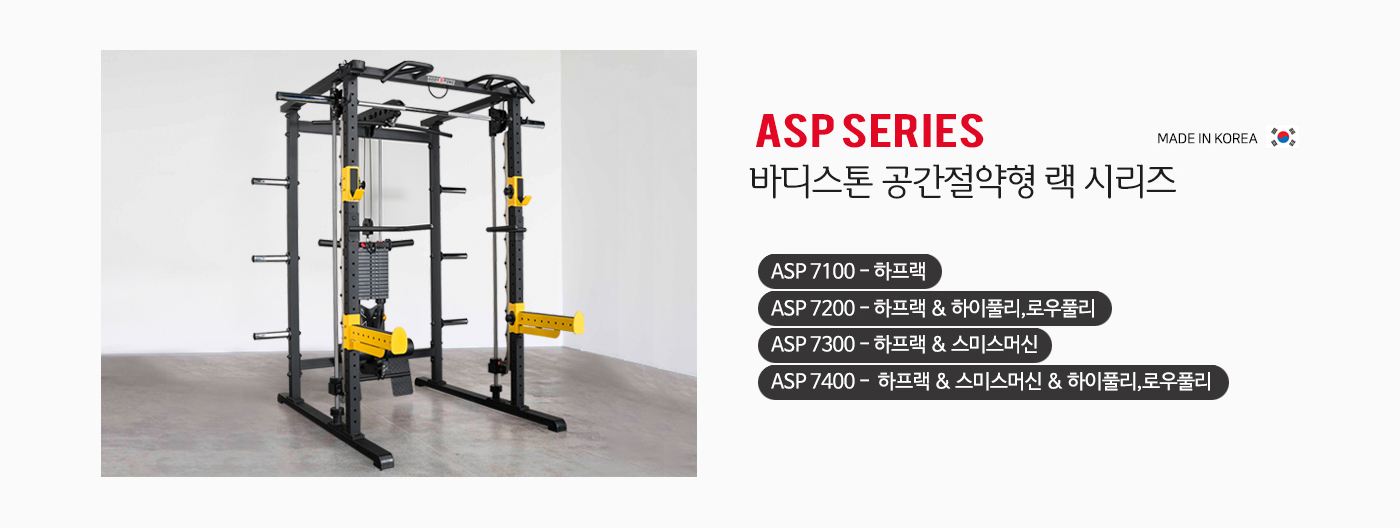 ASP SERIES
MADE IN KOREA
바디스톤 공간절약형 랙 시리즈
ASP 7100 - 하프랙
ASP 7200 - 하프랙 & 하이풀리,로우풀리
ASP 7300 - 하프랙 & 스미스머신
ASP 7400 - 하프랙 & 스미스머신 & 하이풀리,로우풀리